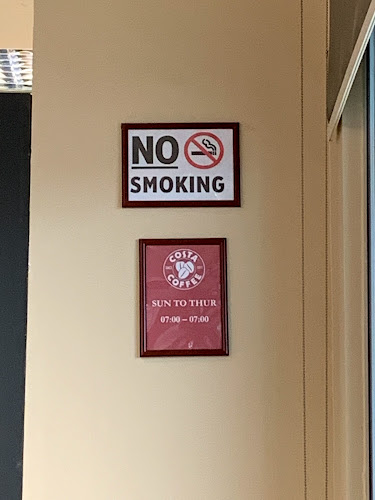 NO
SMOKING
COSTA
COFFEE
SUN TO THUR
07:00 – 07:00